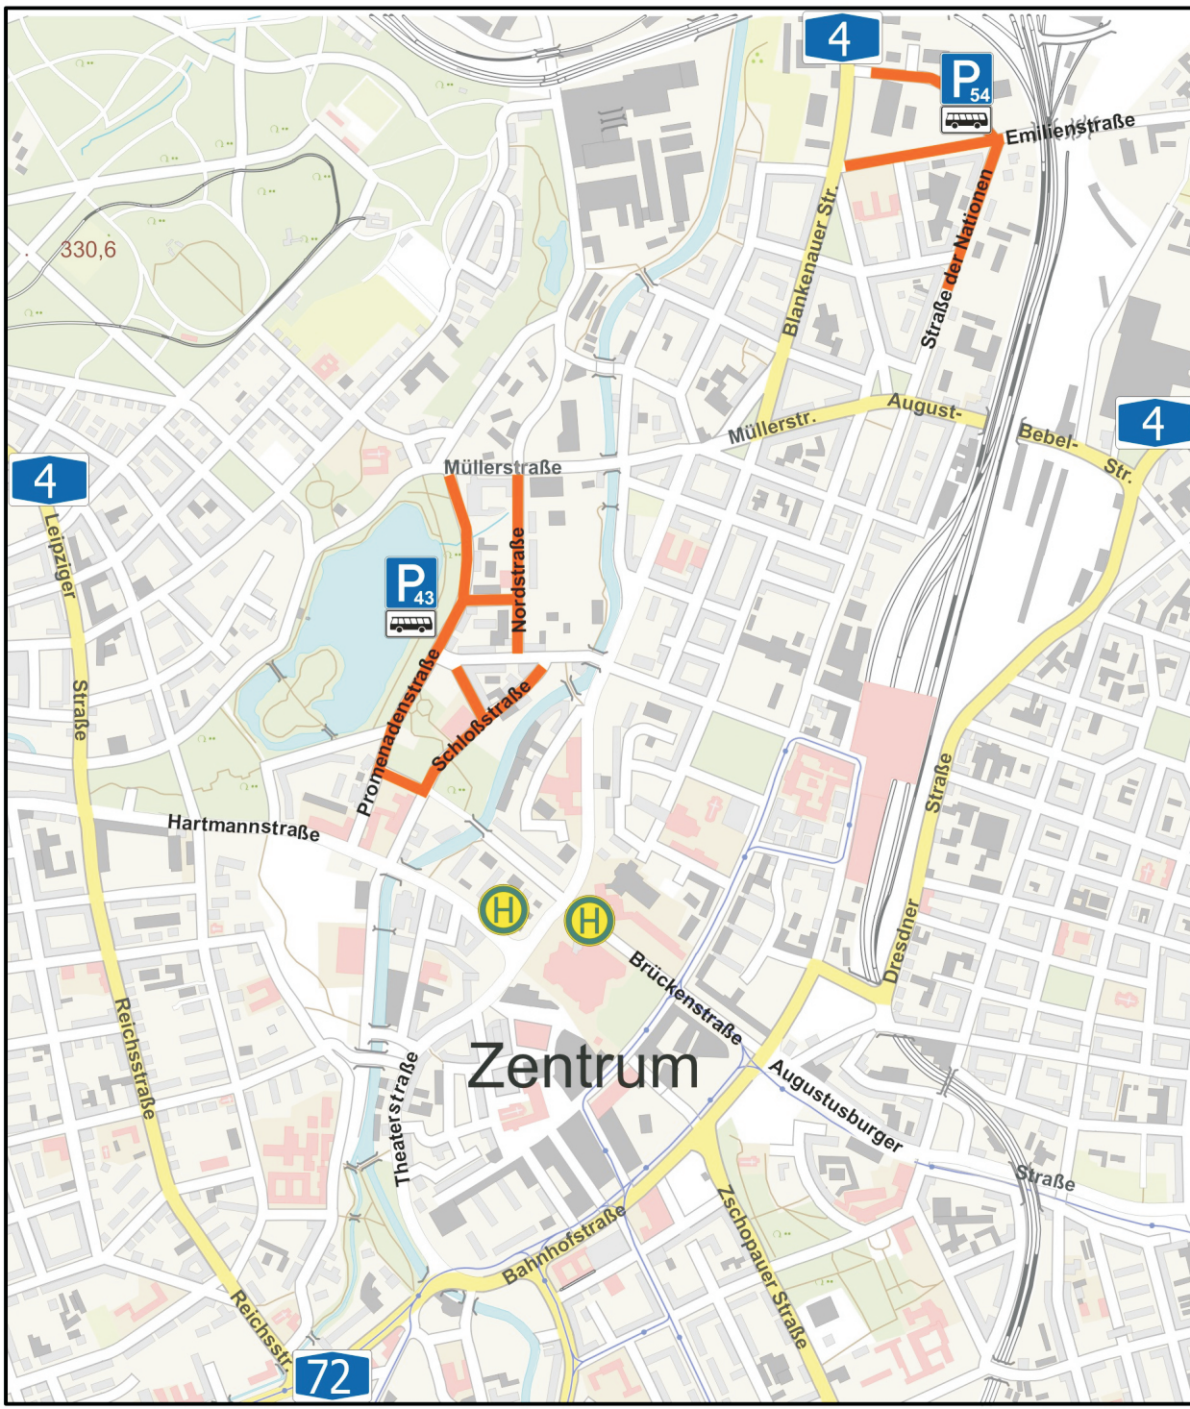 4
P
54
Emilienstraße
330,6
Blankenauer Str.
Straße der Nationen
August-
Müllerstr.
Bebel-
4
Str.
Müllerstraße
4
Leipziger
Nordstraße
P
43
Promenadenstraße
Schloßstraße
Straße
Straße
Hartmannstraße
H
H
Dresdner
Brückenstraße
Reichsstraße
Zentrum
Theaterstraße
Augustusburger
Straße
Zschopauer Straße
Bahnhofstraße
Reichsstr.
72